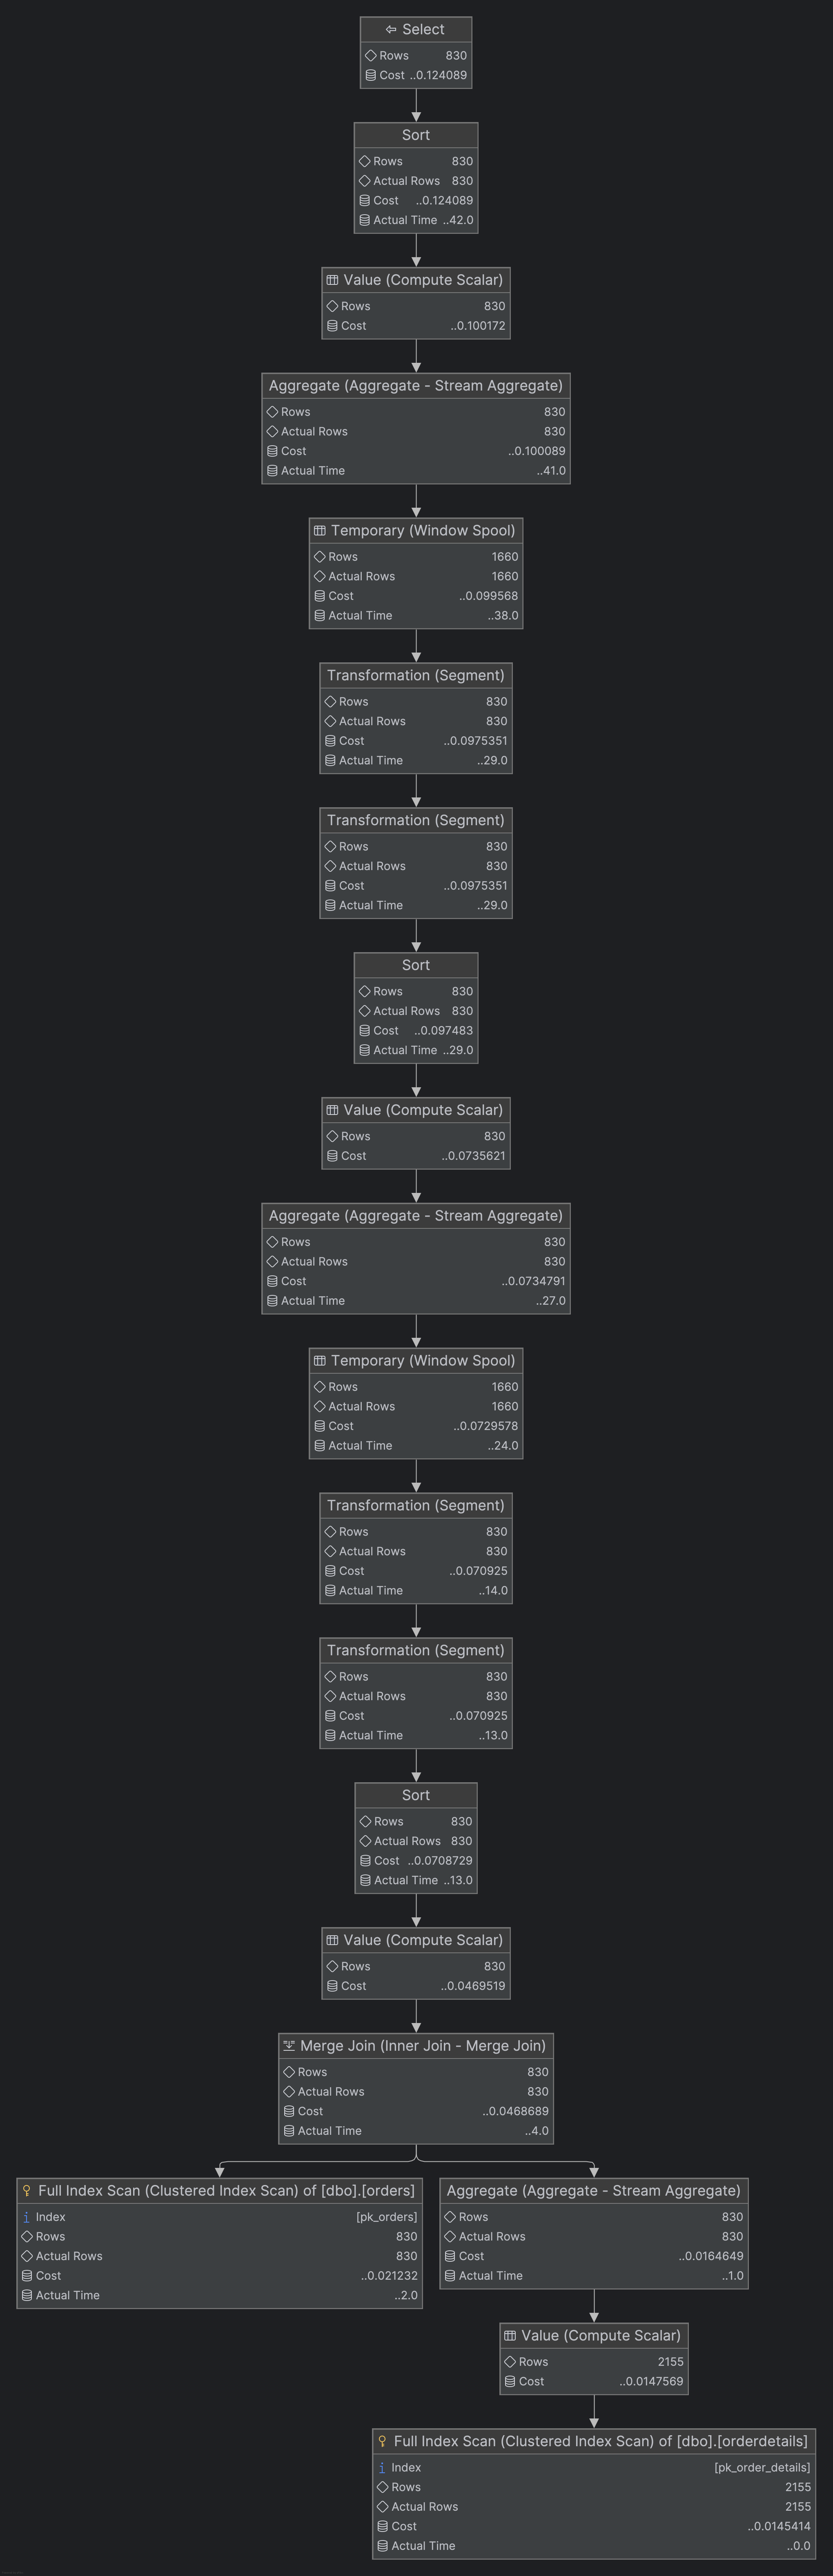 Select
Rows 830
Cost ..0.124089
Sort
Rows 830
Actual Rows 830
Cost ..0.124089
Actual Time ..42.0
Value (Compute Scalar)
Rows 830
Cost ..0.100172
Aggregate (Aggregate - Stream Aggregate)
Rows 830
Actual Rows 830
Cost ..0.100089
Actual Time ..41.0
Temporary (Window Spool)
Rows 1660
Actual Rows 1660
Cost ..0.099568
Actual Time ..38.0
Transformation (Segment)
Rows 830
Actual Rows 830
Cost ..0.0975351
Actual Time ..29.0
Transformation (Segment)
Rows 830
Actual Rows 830
Cost ..0.0975351
Actual Time ..29.0
Sort
Rows 830
Actual Rows 830
Cost ..0.097483
Actual Time ..29.0
Value (Compute Scalar)
Rows 830
Cost ..0.0735621
Aggregate (Aggregate - Stream Aggregate)
Rows 830
Actual Rows 830
Cost ..0.0734791
Actual Time ..27.0
Temporary (Window Spool)
Rows 1660
Actual Rows 1660
Cost ..0.0729578
Actual Time ..24.0
Transformation (Segment)
Rows 830
Actual Rows 830
Cost ..0.070925
Actual Time ..14.0
Transformation (Segment)
Rows 830
Actual Rows 830
Cost ..0.070925
Actual Time ..13.0
Sort
Rows 830
Actual Rows 830
Cost ..0.0708729
Actual Time ..13.0
Value (Compute Scalar)
Rows 830
Cost ..0.0469519
Merge Join (Inner Join - Merge Join)
Rows 830
Actual Rows 830
Cost ..0.0468689
Actual Time ..4.0
Full Index Scan (Clustered Index Scan) of [dbo].[orders]
Index [pk_orders]
Rows 830
Actual Rows 830
Cost ..0.021232
Actual Time ..2.0
Aggregate (Aggregate - Stream Aggregate)
Rows 830
Actual Rows 830
Cost ..0.0164649
Actual Time ..1.0
Value (Compute Scalar)
Rows 2155
Cost ..0.0147569
Full Index Scan (Clustered Index Scan) of [dbo].[orderdetails]
Index [pk_order_details]
Rows 2155
Actual Rows 2155
Cost ..0.0145414
Actual Time ..0.0